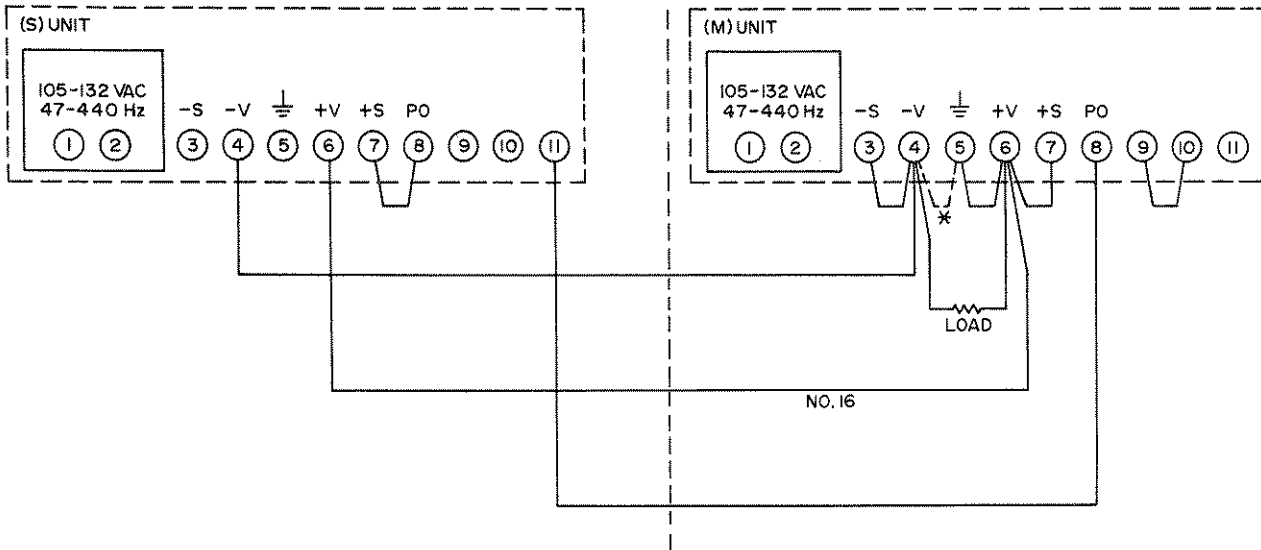 (S) UNIT
105-132 VAC
47-440 Hz
-S -V +V +S PO
1 2 3 4 5 6 7 8 9 10 11
(M) UNIT
105-132 VAC
47-440 Hz
-S -V +V +S PO
1 2 3 4 5 6 7 8 9 10 11
*
LOAD
NO. 16